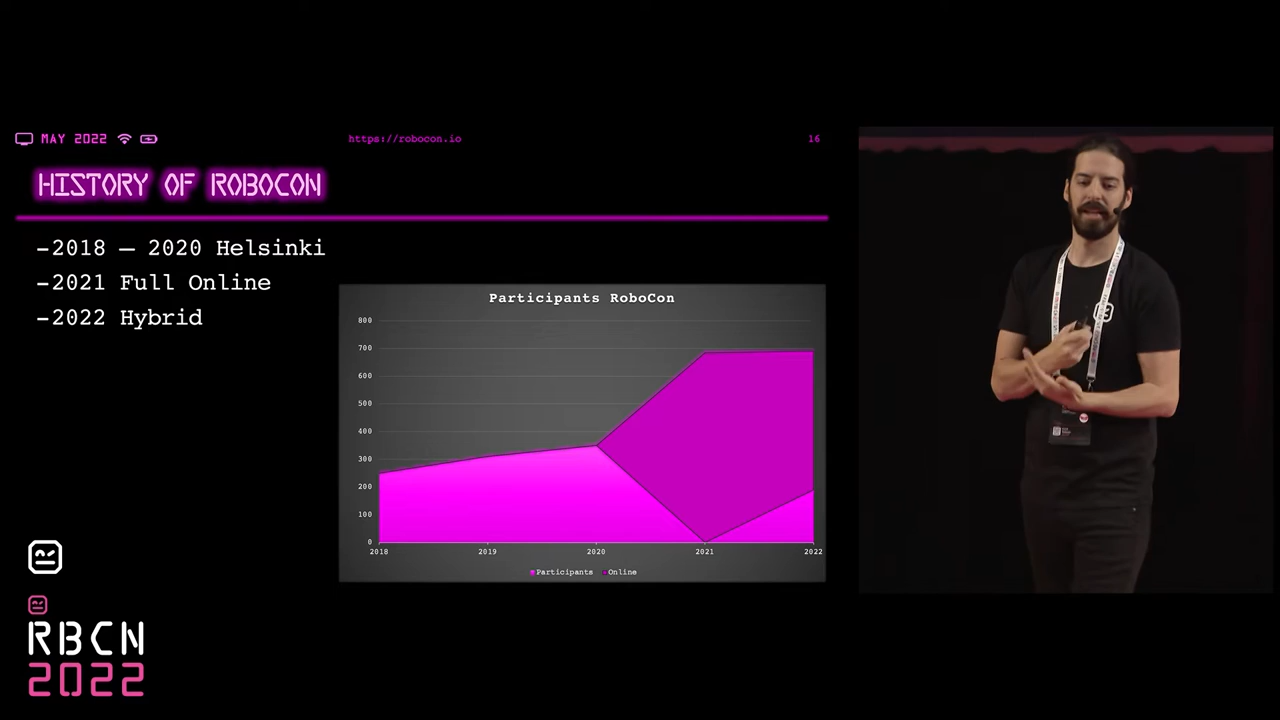 MAY 2022
https://robocon.io
16
HISTORY OF ROBOCON
-2018 – 2020 Helsinki
-2021 Full Online
-2022 Hybrid
Participants RoboCon
800
700
600
500
400
300
200
100
0
2018 2019 2020 2021 2022
Participants Online
RBCN
2022